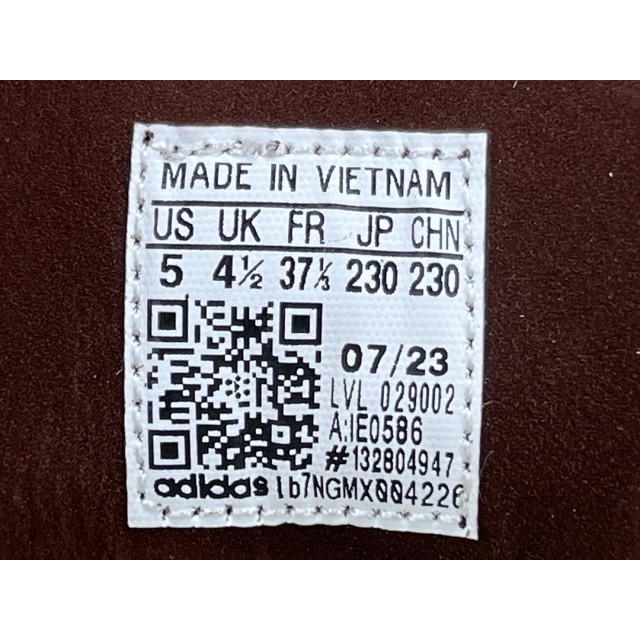 MADE IN VIETNAM
US UK FR JP CHN
5 4½ 37⅓ 230 230
07/23
LVL 029002
A:IE0586
#132804947
adidas 1b7NGMXQQ4226